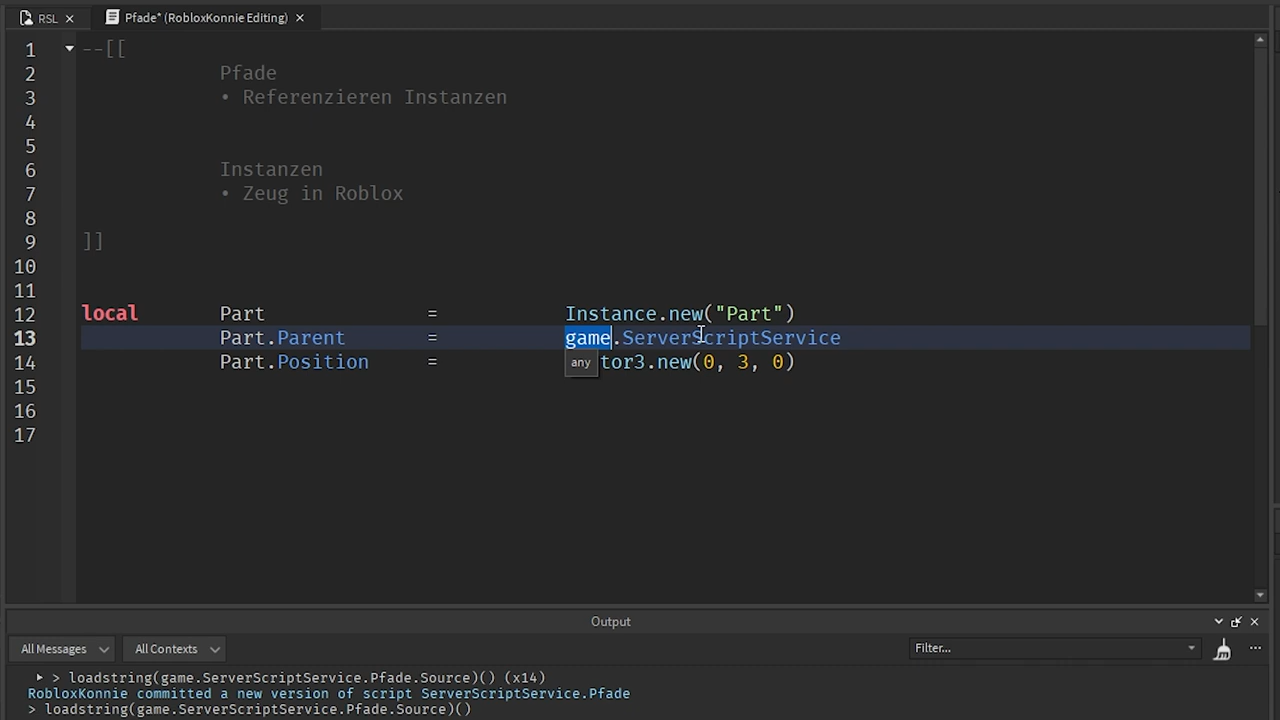 RSL × Pfade* (RobloxKonnie Editing) ×
1 --[[
2 Pfade
3 • Referenzieren Instanzen
4
5
6 Instanzen
7 • Zeug in Roblox
8
9 ]]
10
11
12 local Part = Instance.new("Part")
13 Part.Parent = game.ServerScriptService
14 Part.Position = tor3.new(0, 3, 0)
any
15
16
17
Output
All Messages All Contexts Filter... ...
> loadstring(game.ServerScriptService.Pfade.Source)() (x14)
RobloxKonnie committed a new version of script ServerScriptService.Pfade
> loadstring(game.ServerScriptService.Pfade.Source)()